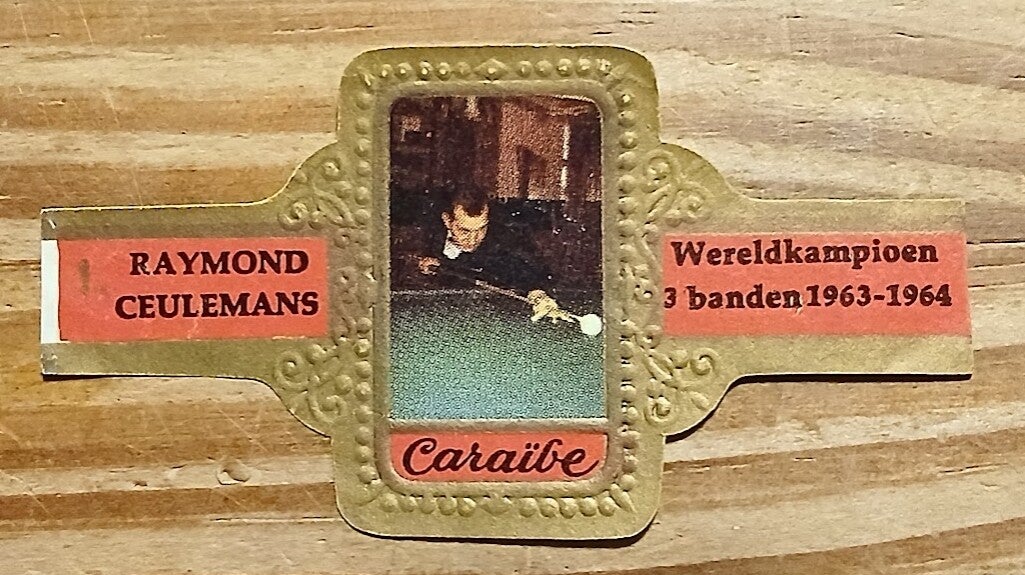 RAYMOND
CEULEMANS
Caraïbe
Wereldkampioen
3 banden 1963-1964